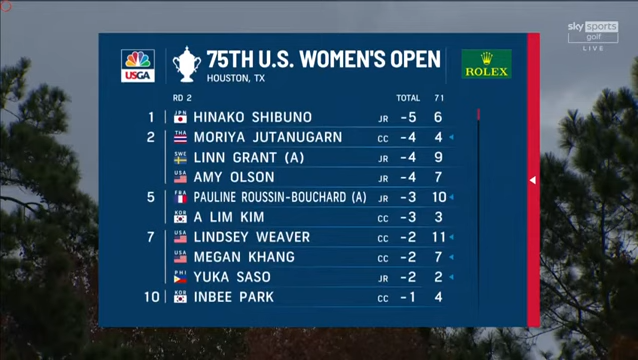 sky sports
golf
LIVE
USGA
75TH U.S. WOMEN'S OPEN
HOUSTON, TX
ROLEX
RD 2 TOTAL 71
1 JPN HINAKO SHIBUNO JR -5 6
2 THA MORIYA JUTANUGARN CC -4 4
SWE LINN GRANT (A) JR -4 9
USA AMY OLSON JR -4 7
5 FRA PAULINE ROUSSIN-BOUCHARD (A) JR -3 10
KOR A LIM KIM CC -3 3
7 USA LINDSEY WEAVER CC -2 11
USA MEGAN KHANG CC -2 7
PHI YUKA SASO JR -2 2
10 KOR INBEE PARK CC -1 4